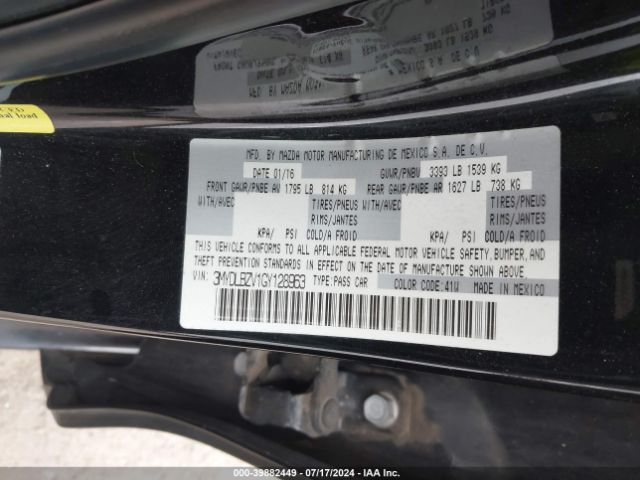 MFD. BY MAZDA MOTOR MANUFACTURING DE MEXICO S.A. DE C.V.
DATE 01/16 GVWR/PNBV 3393 LB 1539 KG
FRONT GAWR/PNBE AV 1795 LB 814 KG REAR GAWR/PNBE AR 1627 LB 738 KG
WITH/AVEC TIRES/PNEUS WITH/AVEC TIRES/PNEUS
RIMS/JANTES RIMS/JANTES
KPA/ PSI COLD/A FROID KPA/ PSI COLD/A FROID
THIS VEHICLE CONFORMS TO ALL APPLICABLE FEDERAL MOTOR VEHICLE SAFETY, BUMPER, AND
THEFT PREVENTION STANDARDS IN EFFECT ON THE DATE OF MANUFACTURE SHOWN ABOVE.
VIN: 3MYDLBZV1GY128963 TYPE:PASS CAR COLOR CODE:41W MADE IN MEXICO
000-39882449 - 07/17/2024 - IAA Inc.